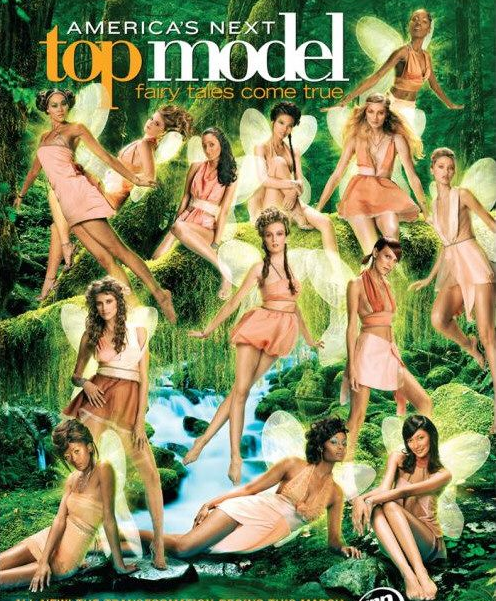 AMERICA'S NEXT
top model
fairy tales come true